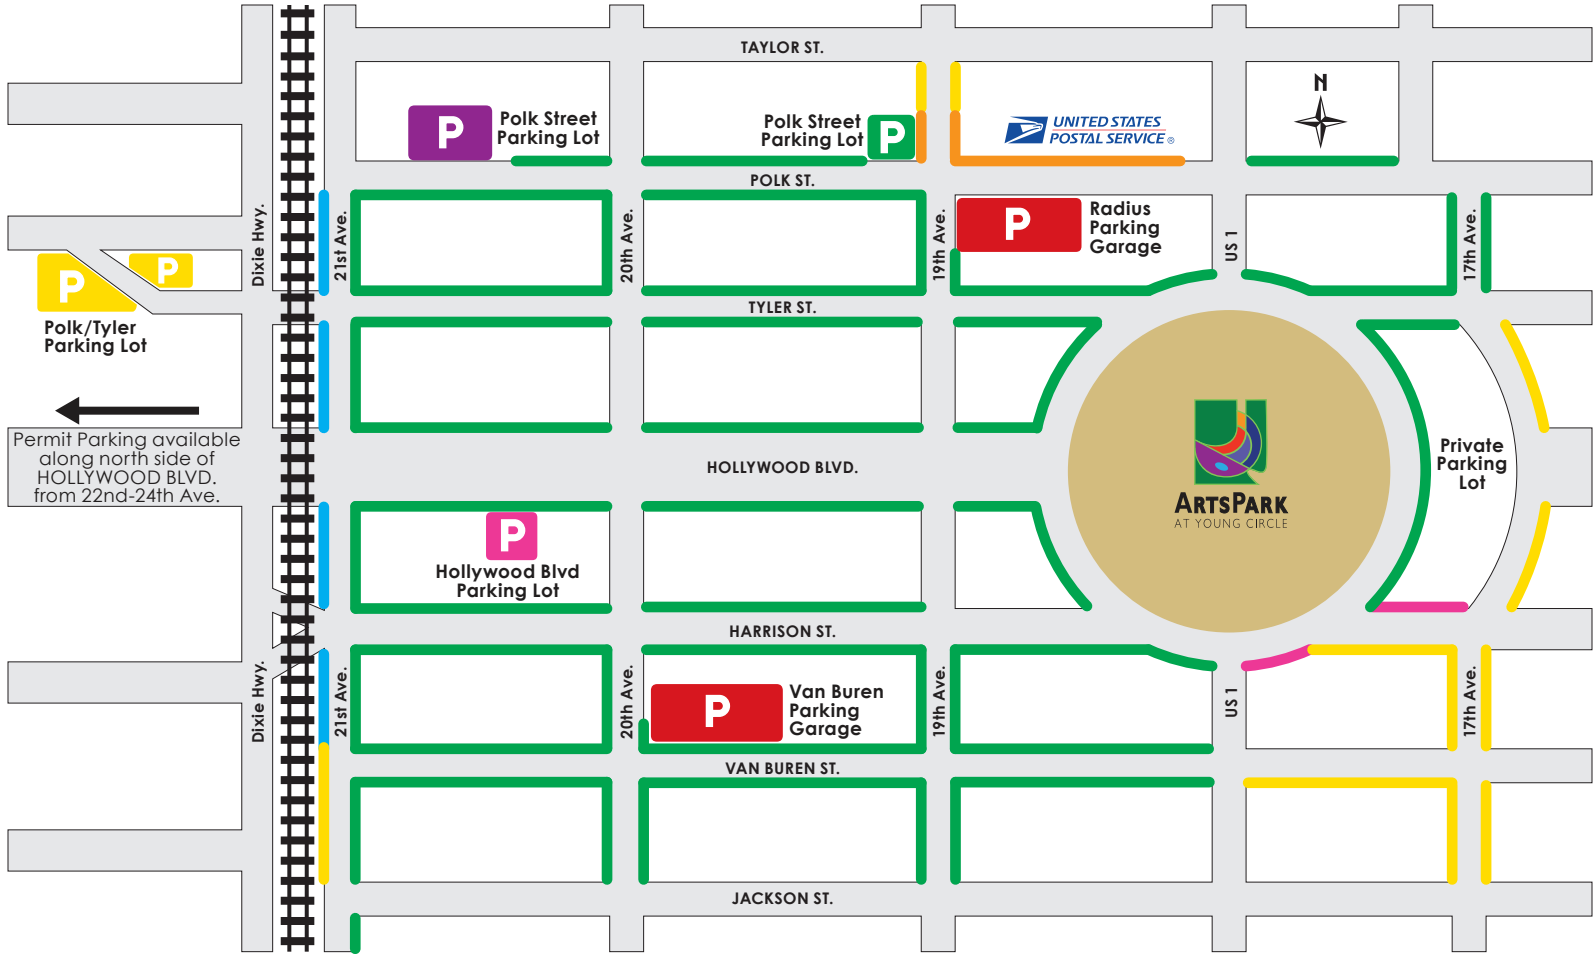 TAYLOR ST.
N
P
Polk Street
Parking Lot
Polk Street
Parking Lot
P
UNITED STATES
POSTAL SERVICE ®
POLK ST.
Dixie Hwy.
21st Ave.
20th Ave.
19th Ave.
P
Radius
Parking
Garage
US 1
17th Ave.
P
P
Polk/Tyler
Parking Lot
TYLER ST.
Permit Parking available
along north side of
HOLLYWOOD BLVD.
from 22nd-24th Ave.
HOLLYWOOD BLVD.
ARTSPARK
AT YOUNG CIRCLE
Private
Parking
Lot
P
Hollywood Blvd
Parking Lot
HARRISON ST.
Dixie Hwy.
21st Ave.
20th Ave.
P
Van Buren
Parking
Garage
19th Ave.
US 1
17th Ave.
VAN BUREN ST.
JACKSON ST.